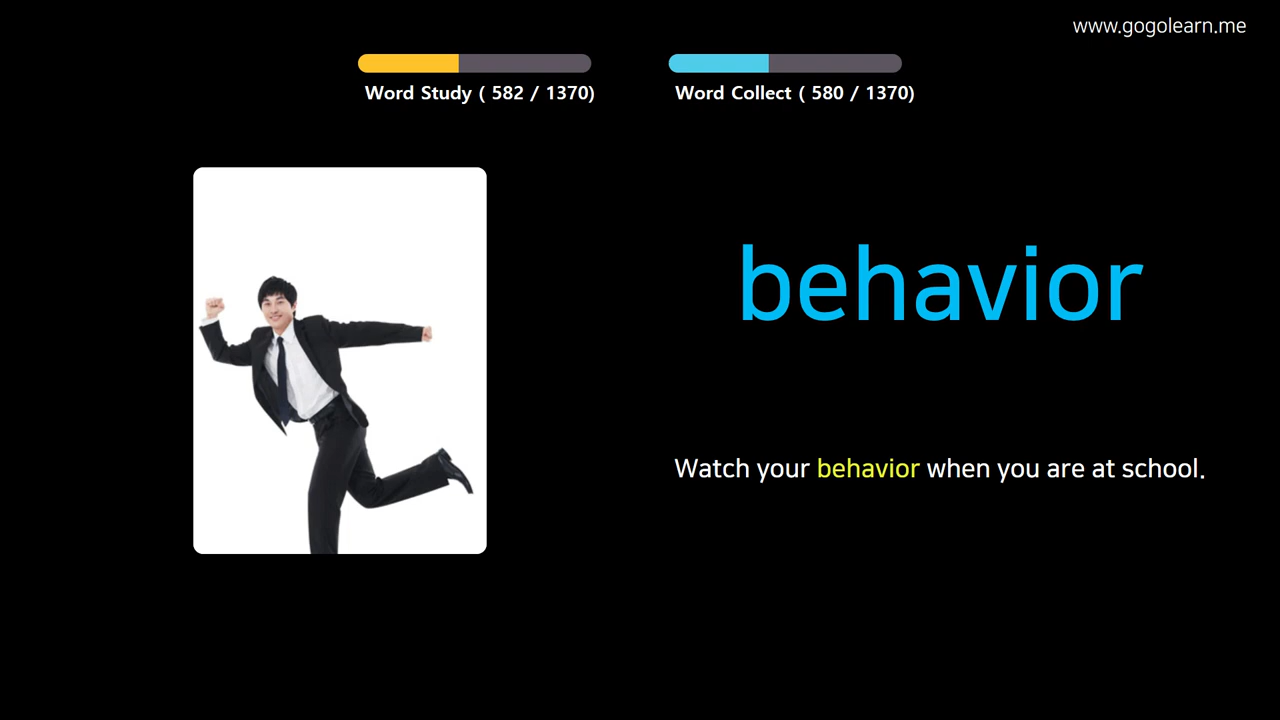 www.gogolearn.me
Word Study ( 582 / 1370)
Word Collect ( 580 / 1370)
behavior
Watch your behavior when you are at school.